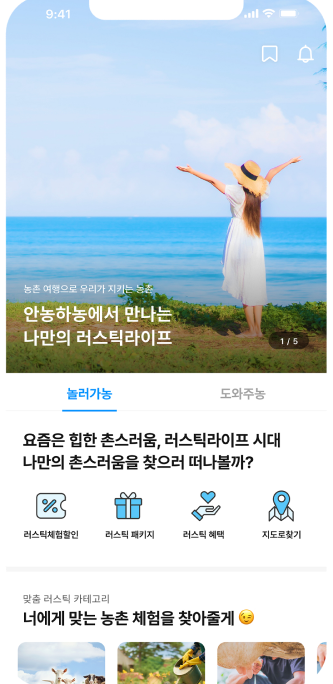 9:41
농촌 여행으로 우리가 지키는 농촌
안농하농에서 만나는
나만의 러스틱라이프
1 / 5
놀러가농
도와주농
요즘은 힙한 촌스러움, 러스틱라이프 시대
나만의 촌스러움을 찾으러 떠나볼까?
러스틱체험할인
러스틱 패키지
러스틱 혜택
지도로찾기
맞춤 러스틱 카테고리
너에게 맞는 농촌 체험을 찾아줄게 😉